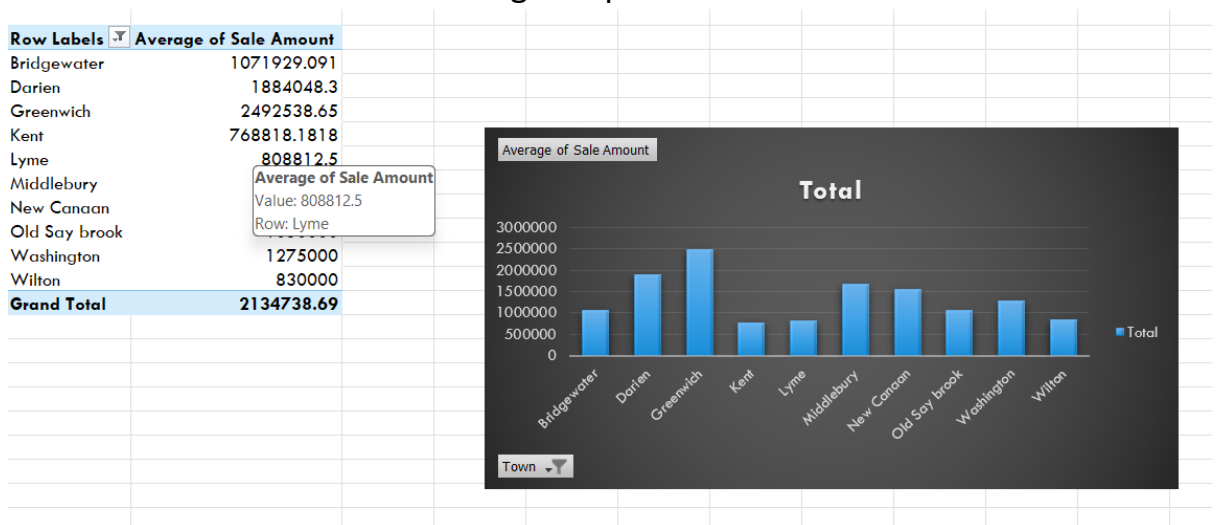 Row Labels Average of Sale Amount
Bridgewater 1071929.091
Darien 1884048.3
Greenwich 2492538.65
Kent 768818.1818
Lyme 808812.5
Middlebury
New Canaan
Old Say brook
Washington 1275000
Wilton 830000
Grand Total 2134738.69
Average of Sale Amount
Value: 808812.5
Row: Lyme
Average of Sale Amount
Total
3000000
2500000
2000000
1500000
1000000
500000
0
Bridgewater
Darien
Greenwich
Kent
Lyme
Middlebury
New Canaan
Old Say brook
Washington
Wilton
Total
Town